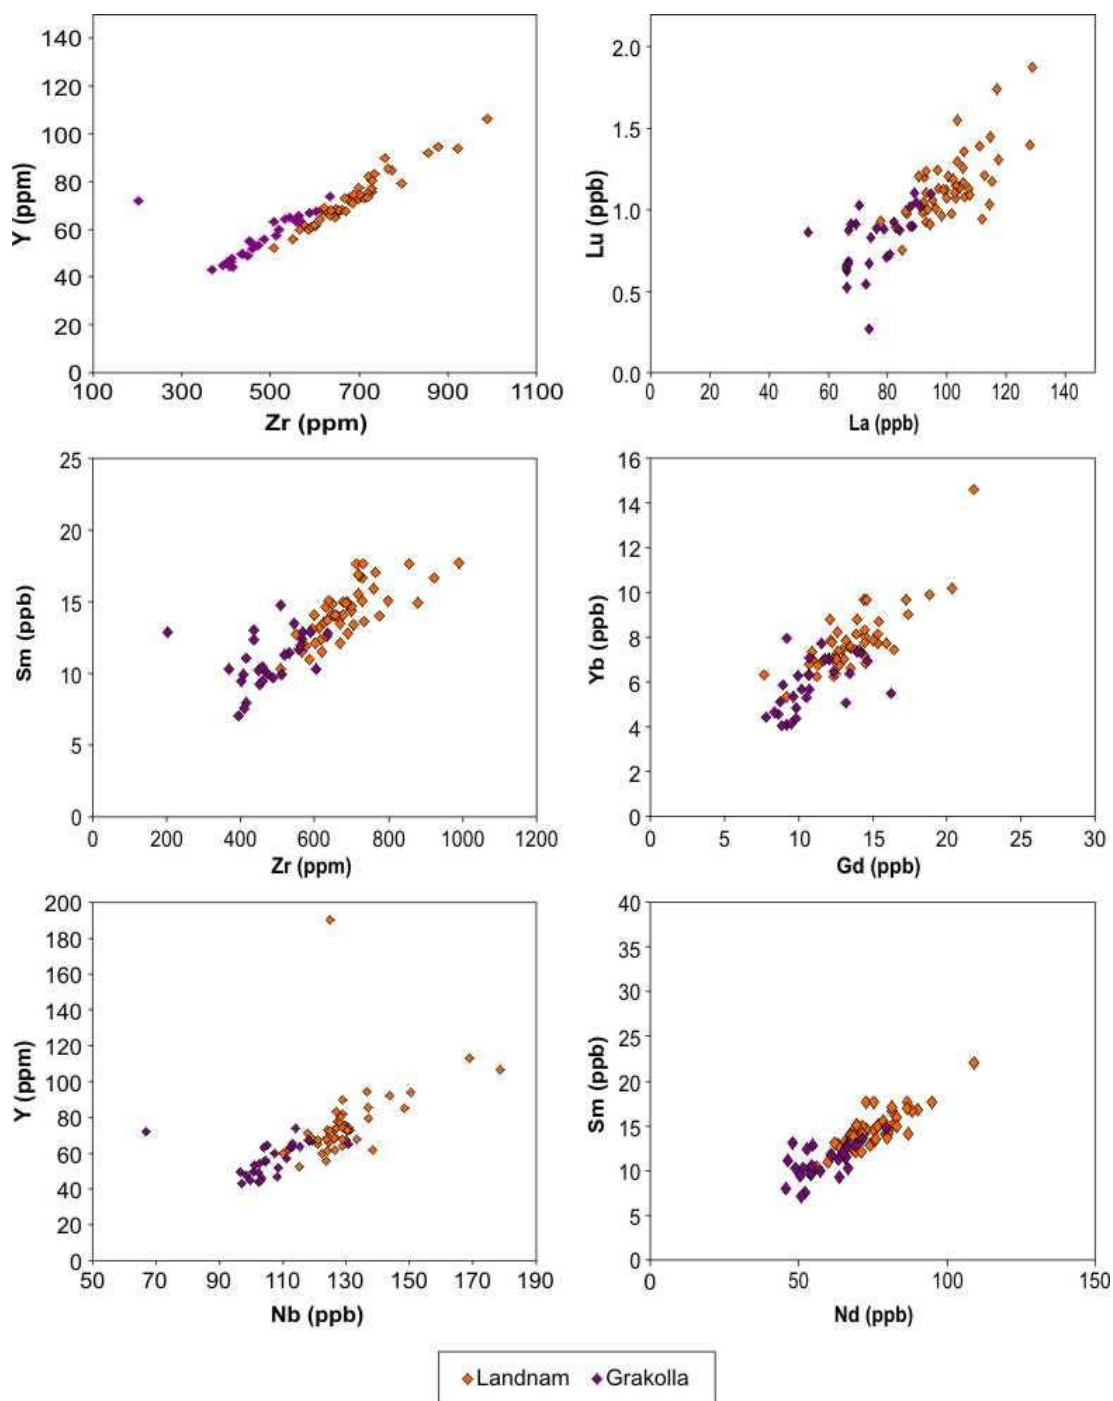 140
120
100
80
60
40
20
0
Y (ppm)
100 300 500 700 900 1100
Zr (ppm)
2.0
1.5
1.0
0.5
0.0
Lu (ppb)
0 20 40 60 80 100 120 140
La (ppb)
25
20
15
10
5
0
Sm (ppb)
0 200 400 600 800 1000 1200
Zr (ppm)
16
14
12
10
8
6
4
2
0
Yb (ppb)
0 5 10 15 20 25 30
Gd (ppb)
200
180
160
140
120
100
80
60
40
20
0
Y (ppm)
50 70 90 110 130 150 170 190
Nb (ppb)
40
35
30
25
20
15
10
5
0
Sm (ppb)
0 50 100 150
Nd (ppb)
Landnam Grakolla